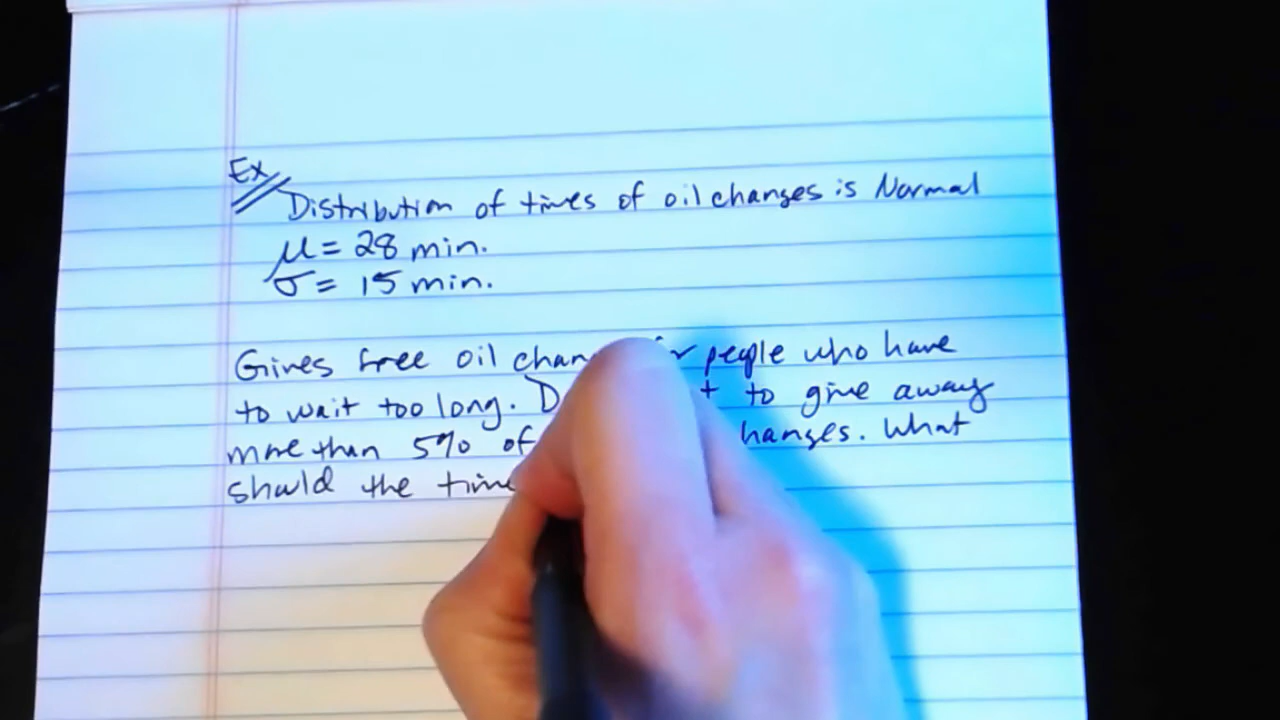 Ex
Distribution of times of oil changes is Normal
μ = 28 min.
σ = 15 min.
Gives free oil chan people who have
to wait too long. to give away
more than 5% of hanges. What
should the time